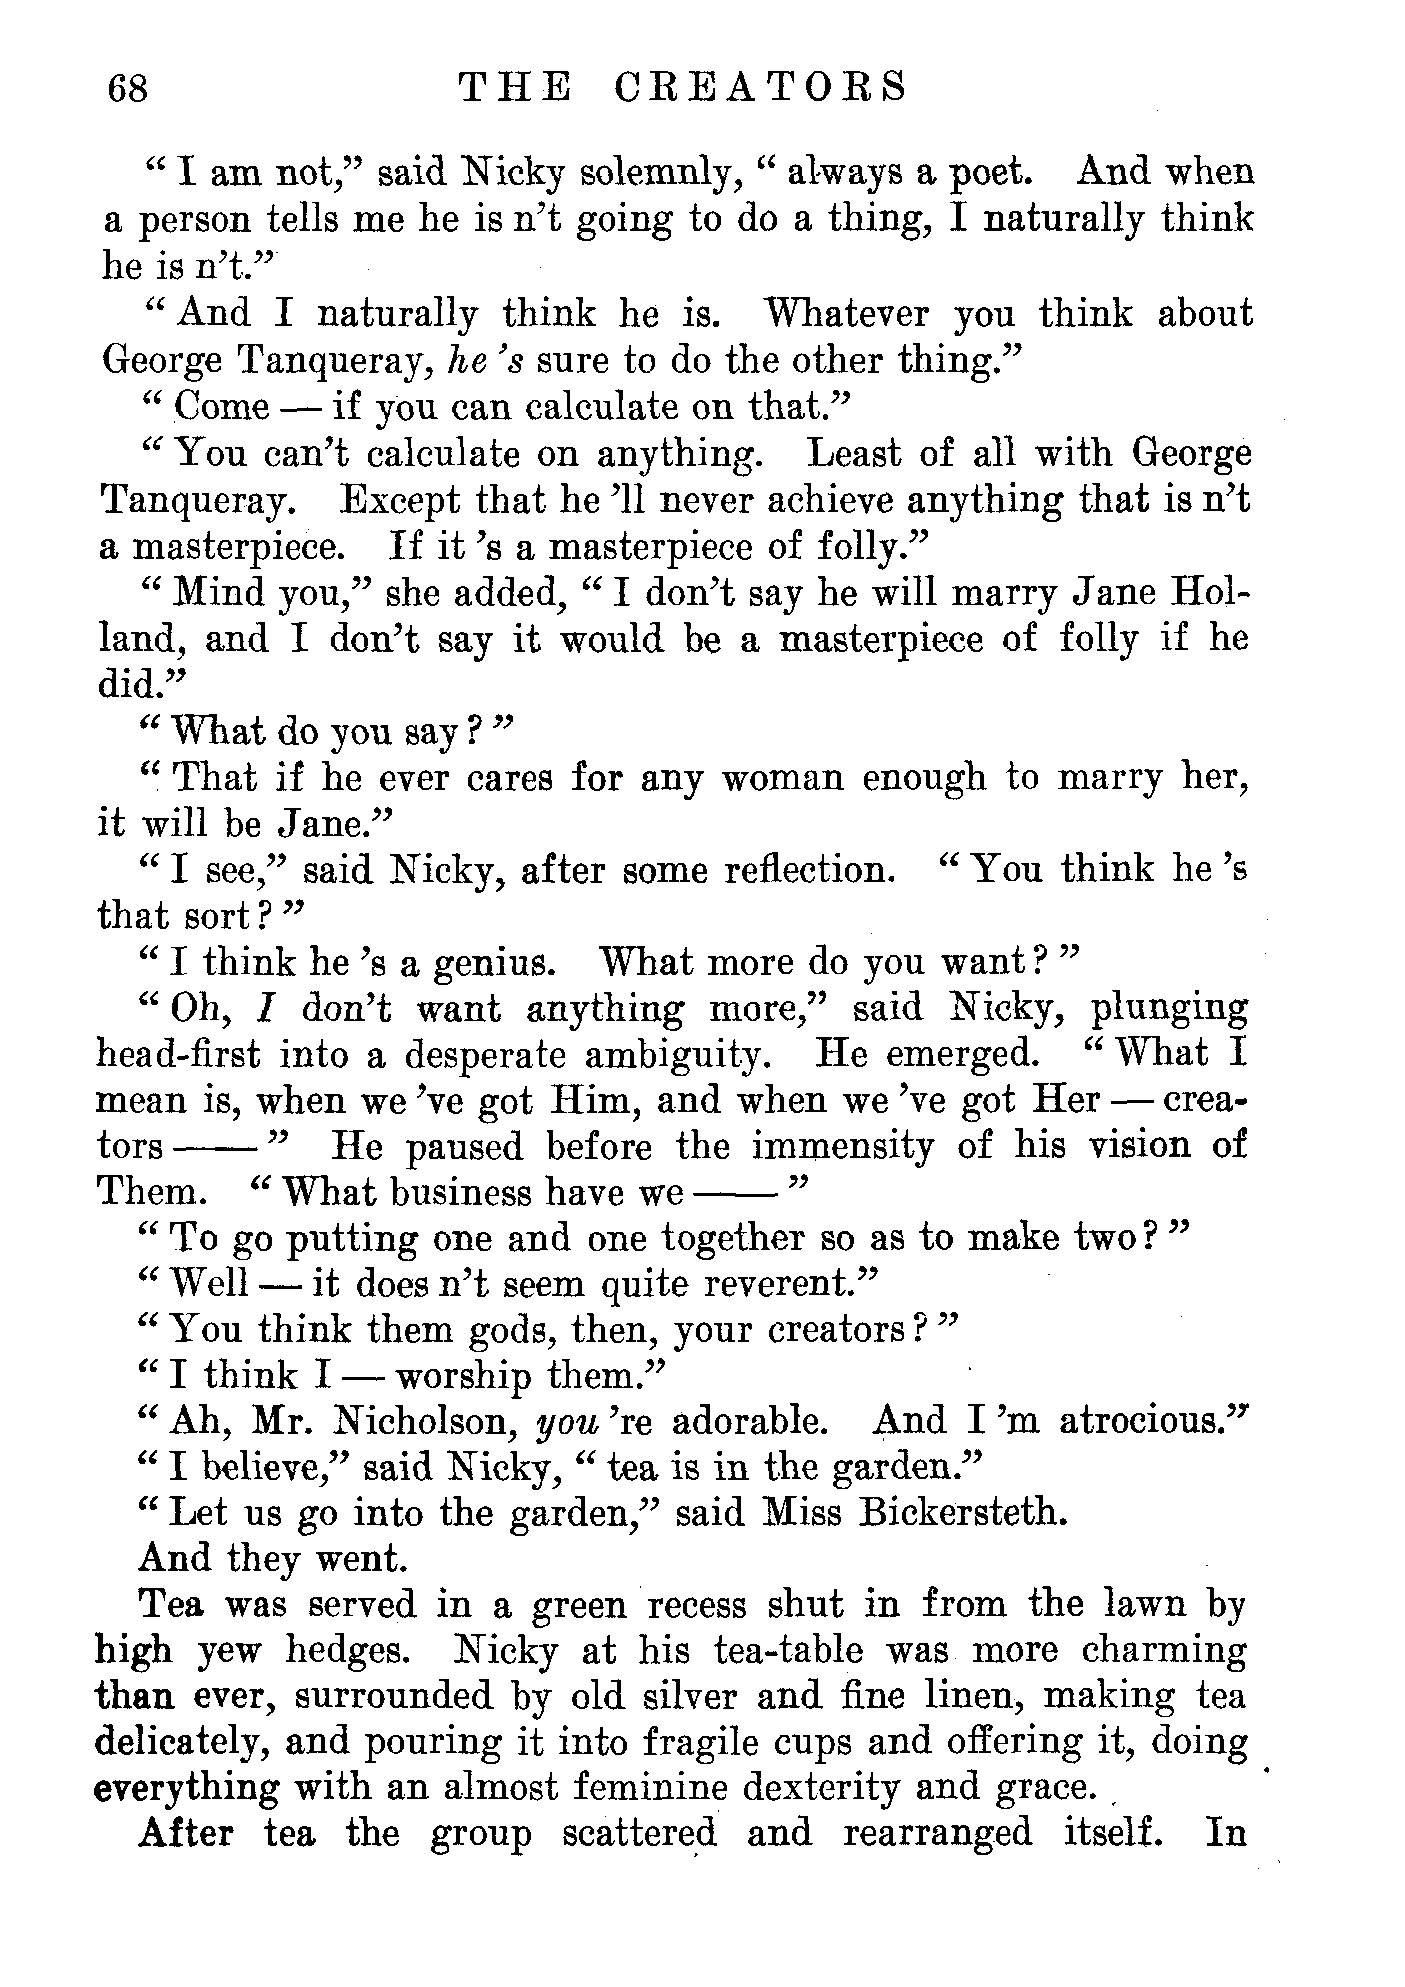 68 THE CREATORS
“ I am not,” said Nicky solemnly, “ always a poet. And when
a person tells me he is n’t going to do a thing, I naturally think
he is n’t.”
“ And I naturally think he is. Whatever you think about
George Tanqueray, he ’s sure to do the other thing.”
“ Come — if you can calculate on that.”
“ You can’t calculate on anything. Least of all with George
Tanqueray. Except that he ’ll never achieve anything that is n’t
a masterpiece. If it ’s a masterpiece of folly.”
“ Mind you,” she added, “ I don’t say he will marry Jane Hol-
land, and I don’t say it would be a masterpiece of folly if he
did.”
“ What do you say ? ”
“ That if he ever cares for any woman enough to marry her,
it will be Jane.”
“ I see,” said Nicky, after some reflection. “ You think he ’s
that sort ? ”
“ I think he ’s a genius. What more do you want ? ”
“ Oh, I don’t want anything more,” said Nicky, plunging
head-first into a desperate ambiguity. He emerged. “ What I
mean is, when we ’ve got Him, and when we ’ve got Her — crea-
tors —— ” He paused before the immensity of his vision of
Them. “ What business have we —— ”
“ To go putting one and one together so as to make two ? ”
“ Well — it does n’t seem quite reverent.”
“ You think them gods, then, your creators ? ”
“ I think I — worship them.”
“ Ah, Mr. Nicholson, you ’re adorable. And I ’m atrocious.”
“ I believe,” said Nicky, “ tea is in the garden.”
“ Let us go into the garden,” said Miss Bickersteth.
And they went.
Tea was served in a green recess shut in from the lawn by
high yew hedges. Nicky at his tea-table was more charming
than ever, surrounded by old silver and fine linen, making tea
delicately, and pouring it into fragile cups and offering it, doing
everything with an almost feminine dexterity and grace.
After tea the group scattered and rearranged itself. In